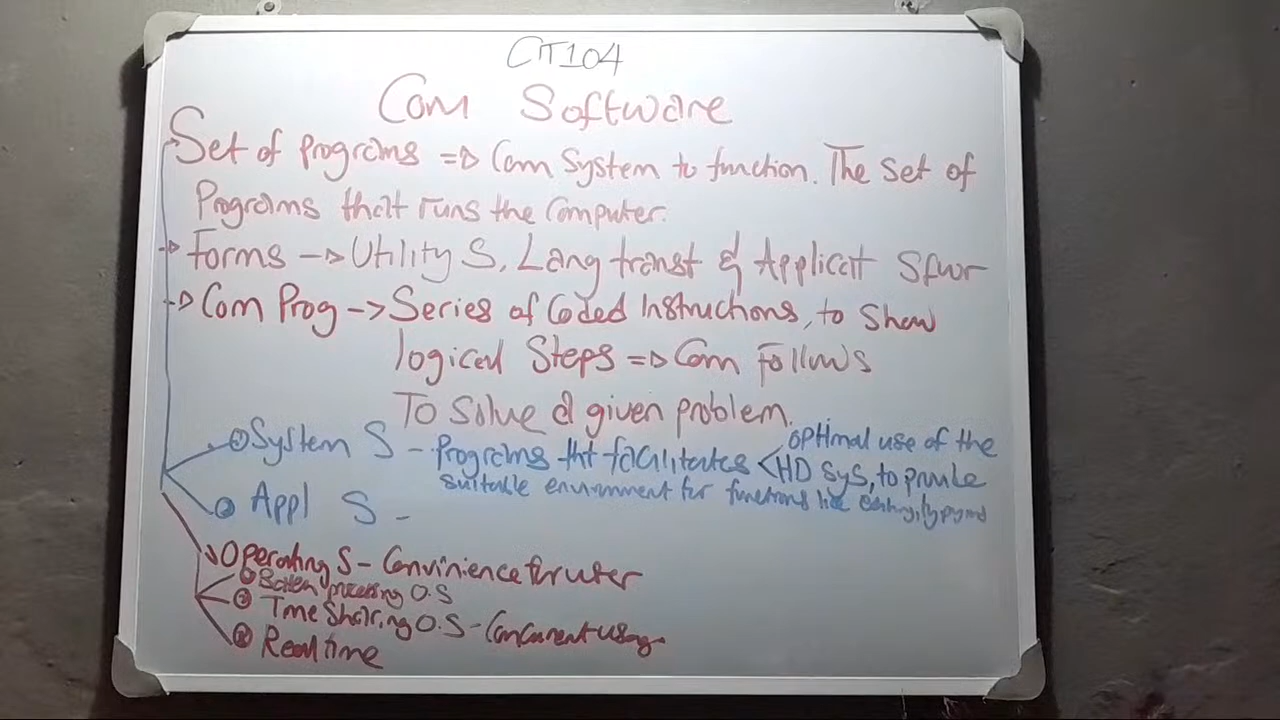 CIT104
Com Software
Set of programs => Com System to function. The set of
Programs that runs the Computer.
Forms -> Utility S, Lang transt & Applicat Sfwr
Com Prog -> Series of Coded Instructions, to show
logical Steps => Com Follows
To Solve a given problem.
① System S - Programs tht facilitates < optimal use of the
HD sys, to provide
suitable environment for functions like editing, typing
② Appl S -
Operating S - Convinience for user
① Batch processing O.S
② Time Sharing O.S - Concurrent usage
③ Real time